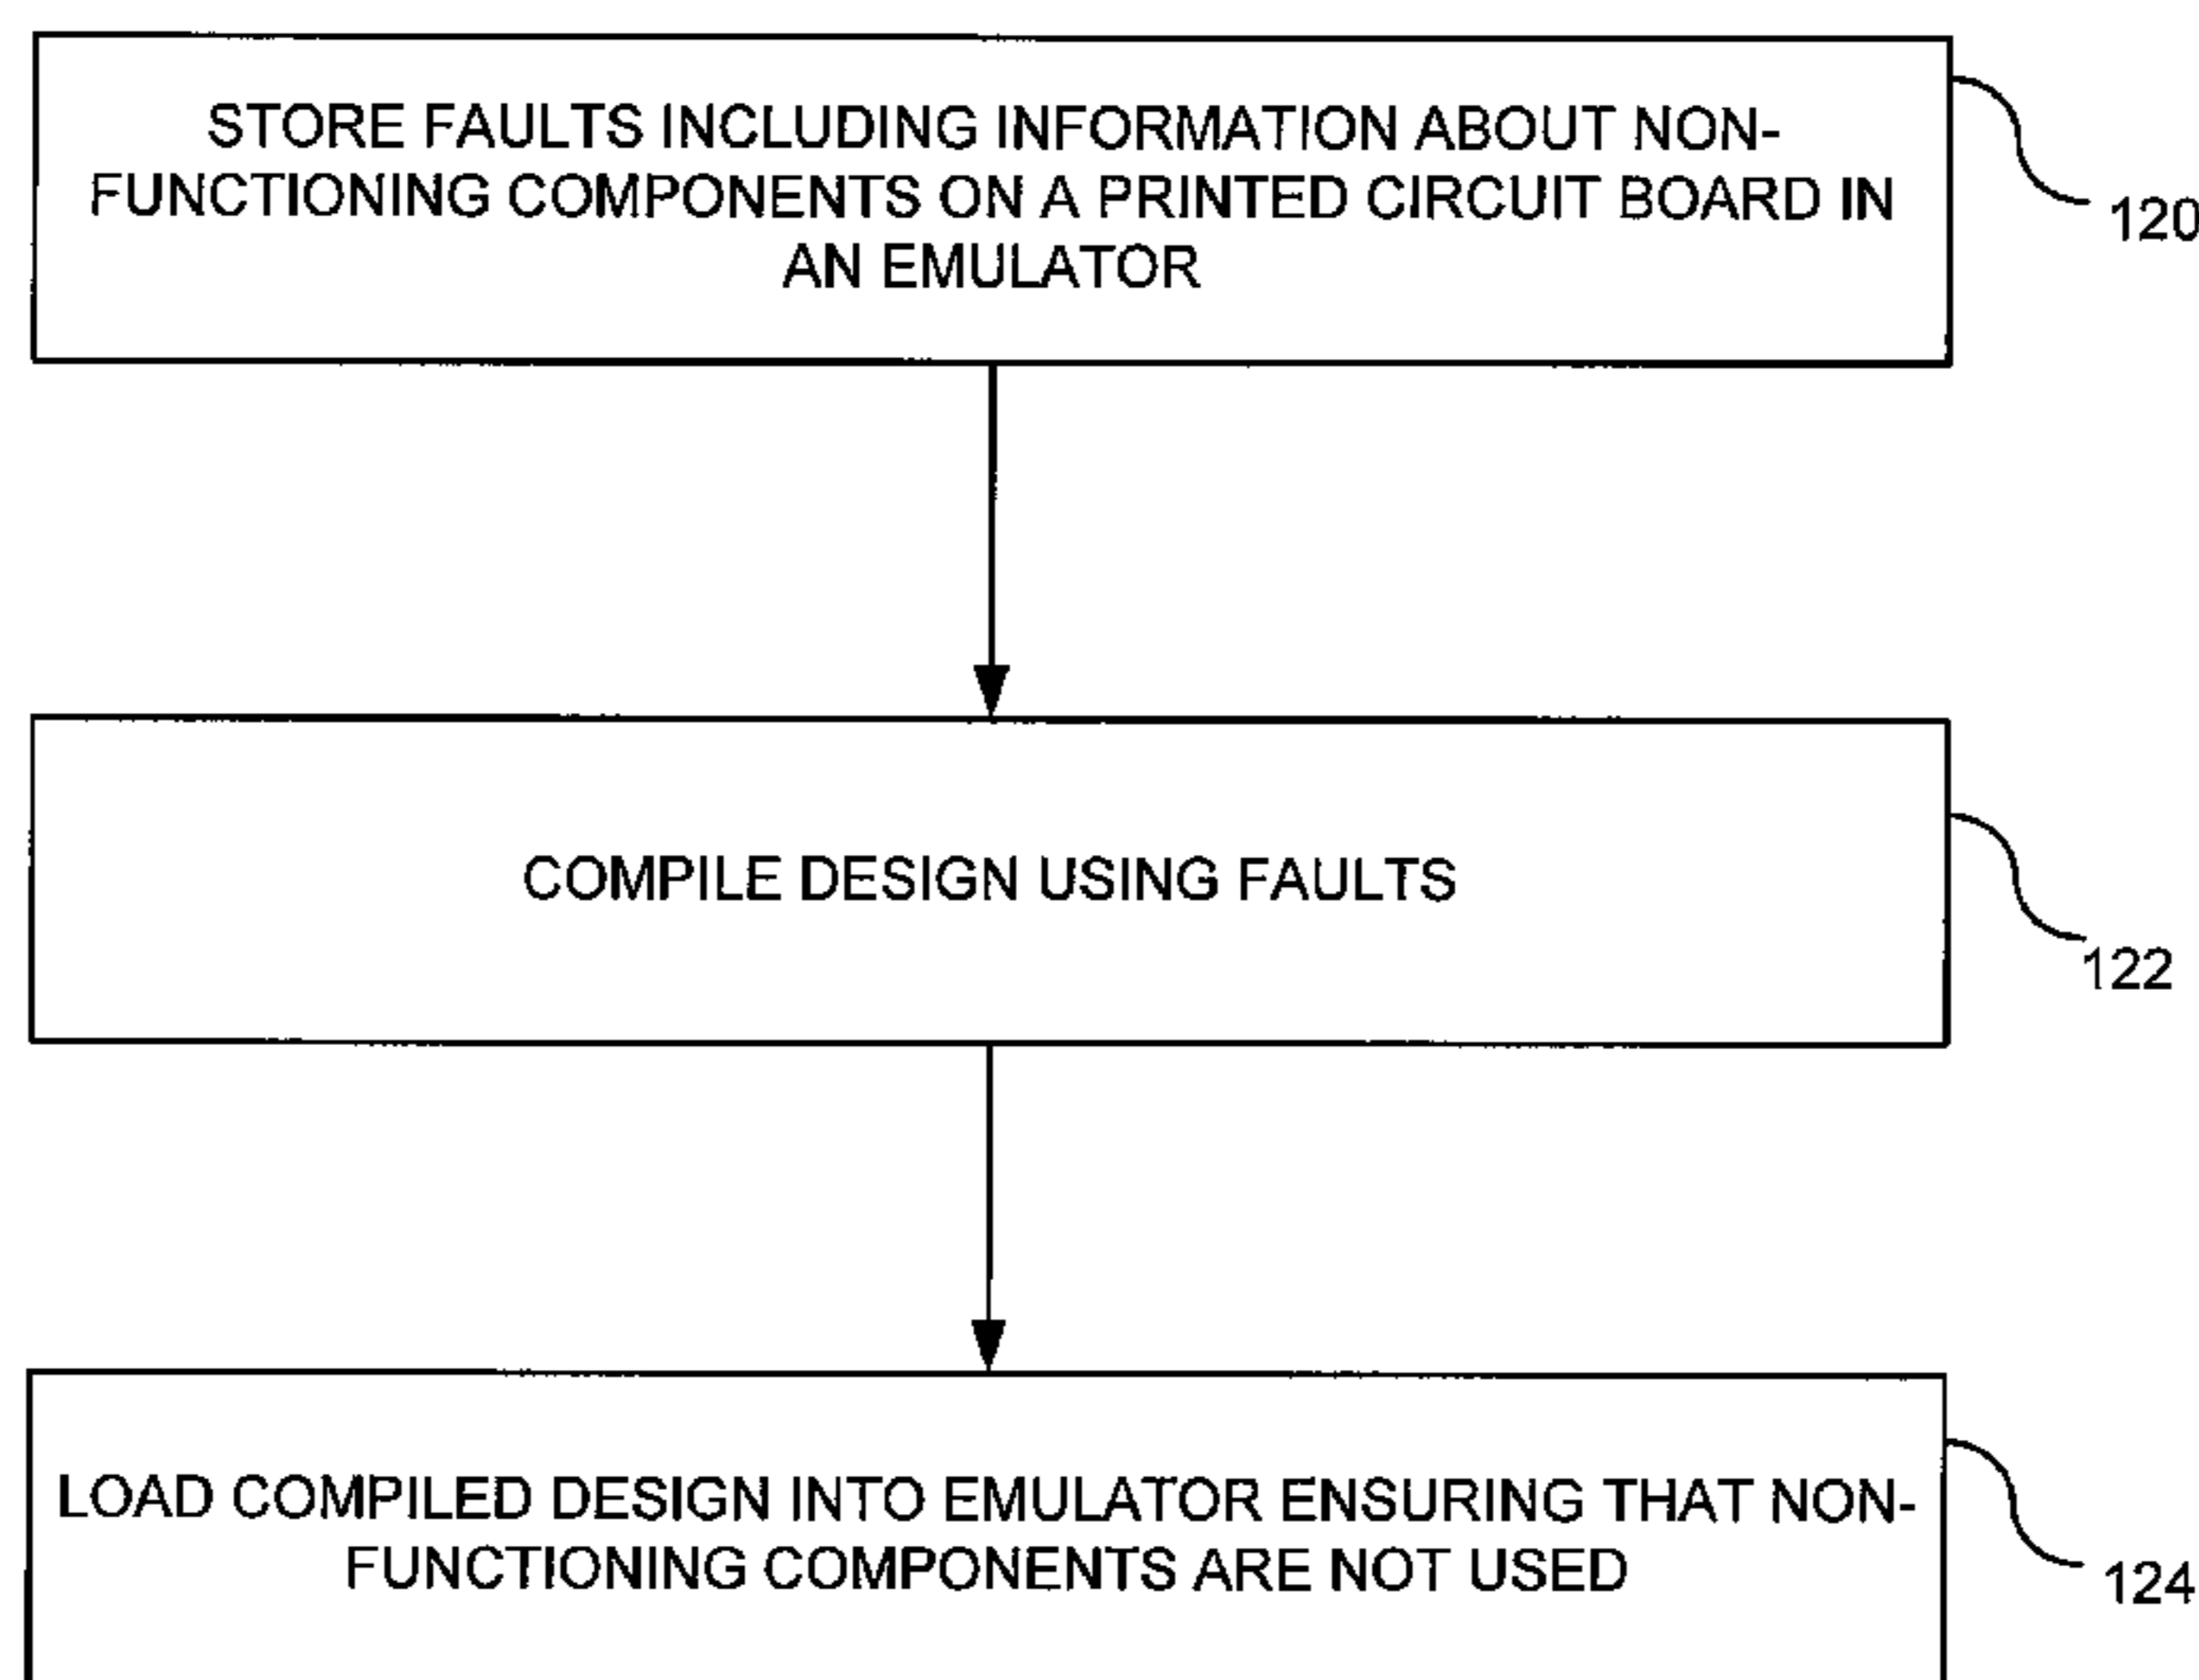 STORE FAULTS INCLUDING INFORMATION ABOUT NON-
FUNCTIONING COMPONENTS ON A PRINTED CIRCUIT BOARD IN
AN EMULATOR
120
COMPILE DESIGN USING FAULTS
122
LOAD COMPILED DESIGN INTO EMULATOR ENSURING THAT NON-
FUNCTIONING COMPONENTS ARE NOT USED
124